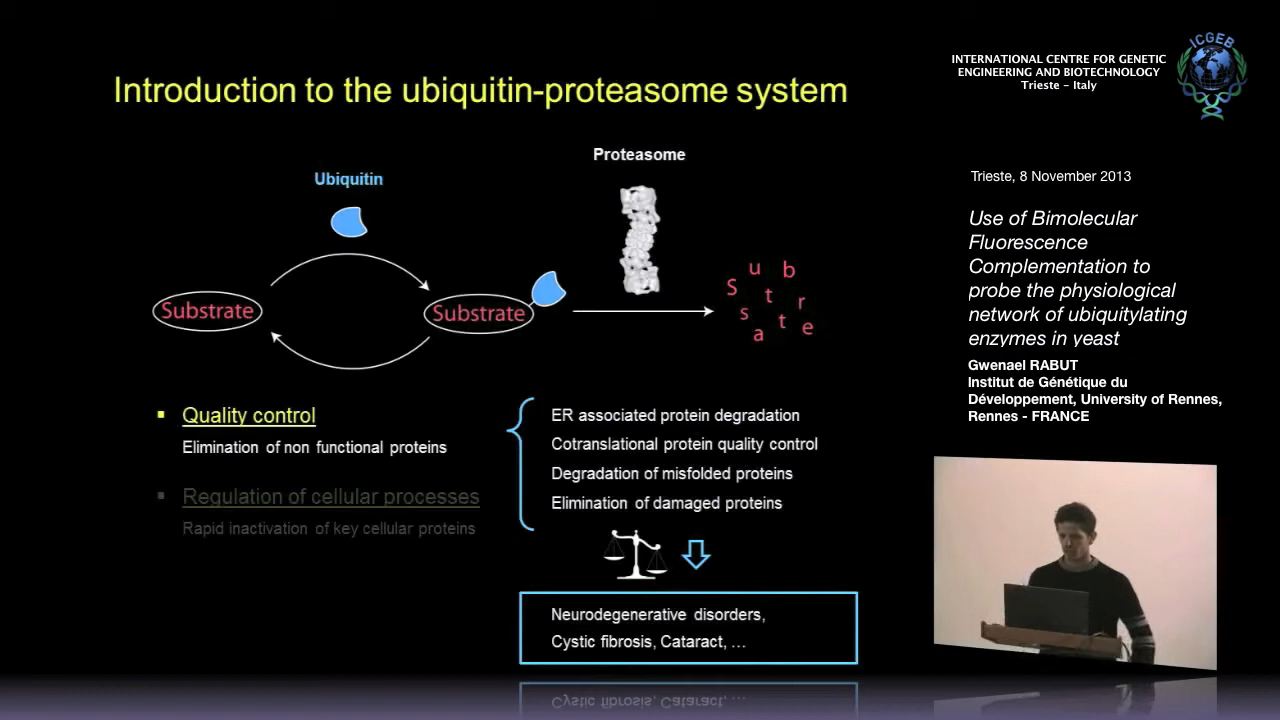 Introduction to the ubiquitin-proteasome system
Ubiquitin
Proteasome
Substrate
Substrate
S u b s t r a t e
▪ Quality control
Elimination of non functional proteins
▪ Regulation of cellular processes
Rapid inactivation of key cellular proteins
ER associated protein degradation
Cotranslational protein quality control
Degradation of misfolded proteins
Elimination of damaged proteins
Neurodegenerative disorders,
Cystic fibrosis, Cataract, …
INTERNATIONAL CENTRE FOR GENETIC
ENGINEERING AND BIOTECHNOLOGY
Trieste - Italy
ICGEB
Trieste, 8 November 2013
Use of Bimolecular
Fluorescence
Complementation to
probe the physiological
network of ubiquitylating
enzymes in yeast
Gwenael RABUT
Institut de Génétique du
Développement, University of Rennes,
Rennes - FRANCE